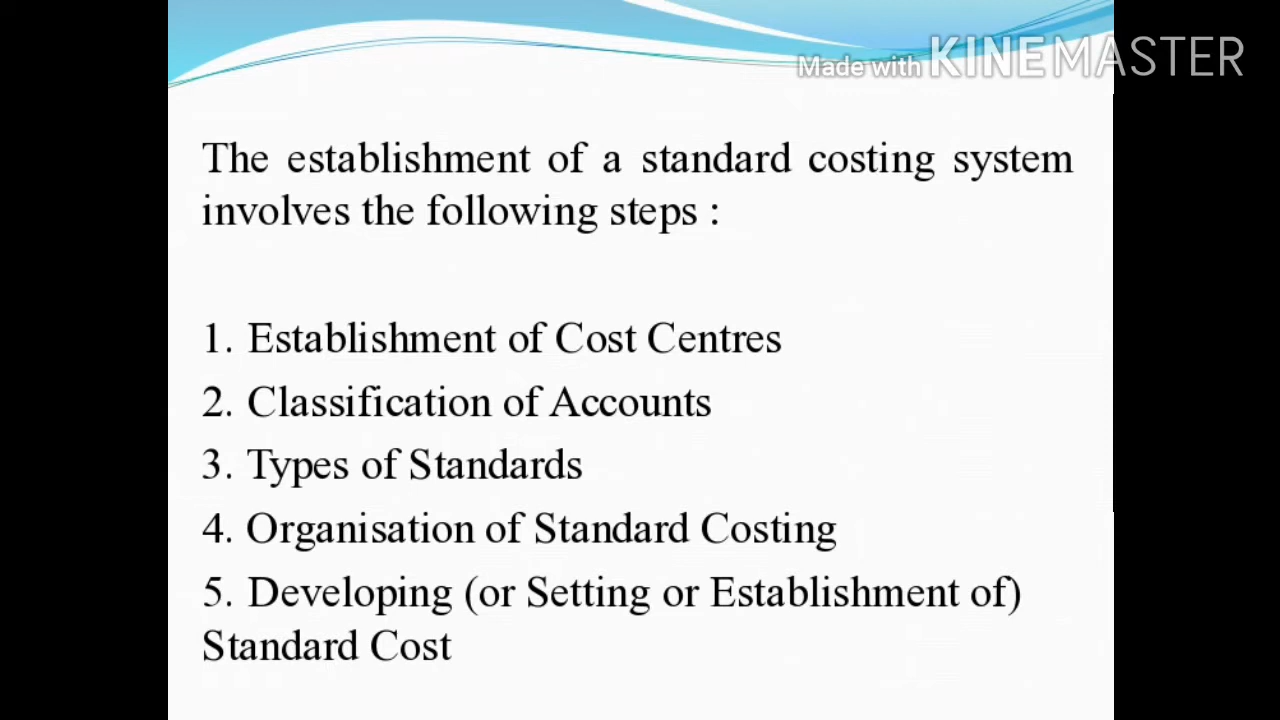 Made with KINEMASTER
The establishment of a standard costing system
involves the following steps :
1. Establishment of Cost Centres
2. Classification of Accounts
3. Types of Standards
4. Organisation of Standard Costing
5. Developing (or Setting or Establishment of)
Standard Cost